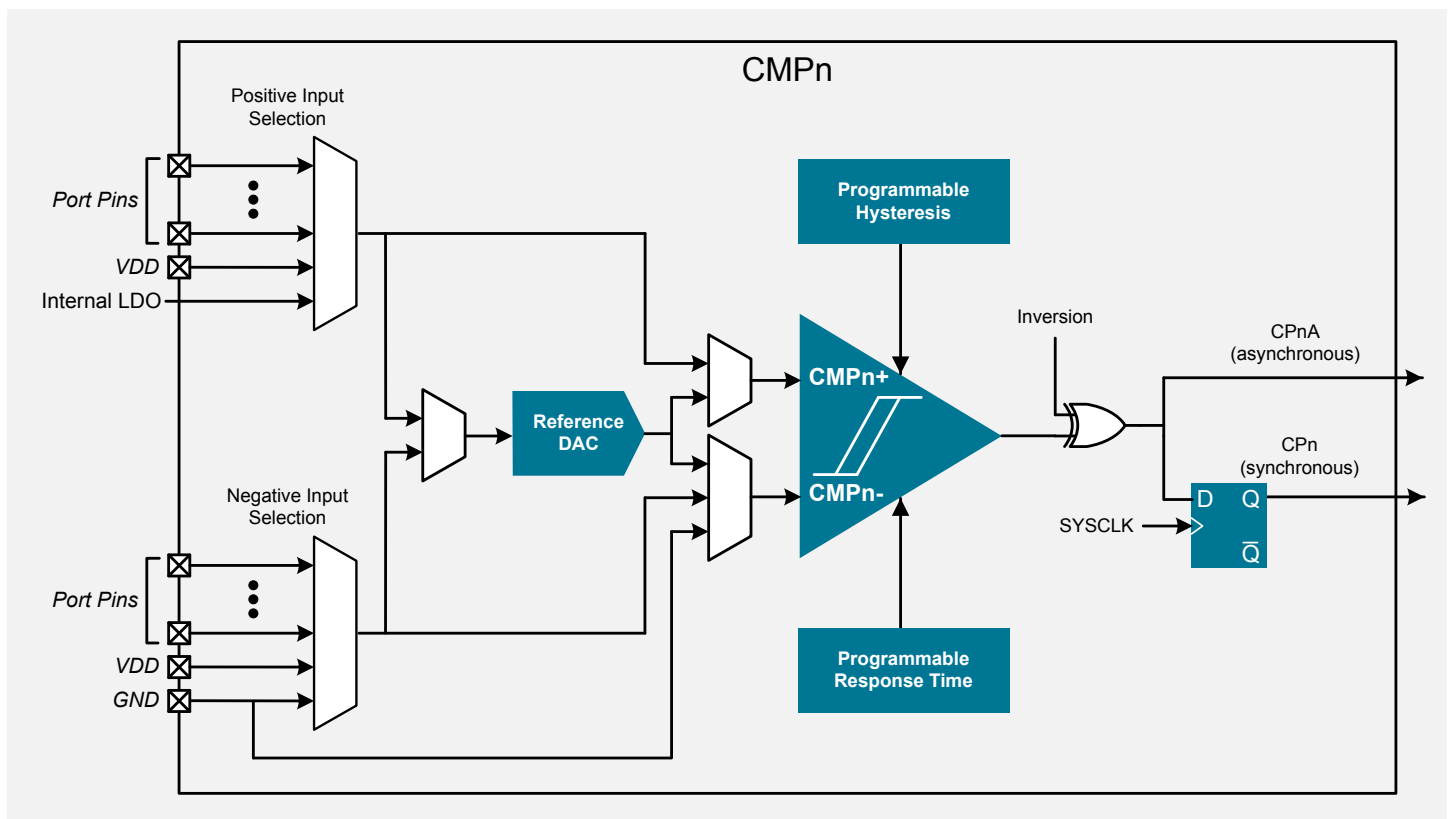 CMPn
Positive Input
Selection
Port Pins
VDD
Internal LDO
Programmable
Hysteresis
Inversion
CPnA
(asynchronous)
CMPn+
Reference
DAC
CMPn-
CPn
(synchronous)
D Q
SYSCLK
Q̅
Negative Input
Selection
Port Pins
VDD
GND
Programmable
Response Time